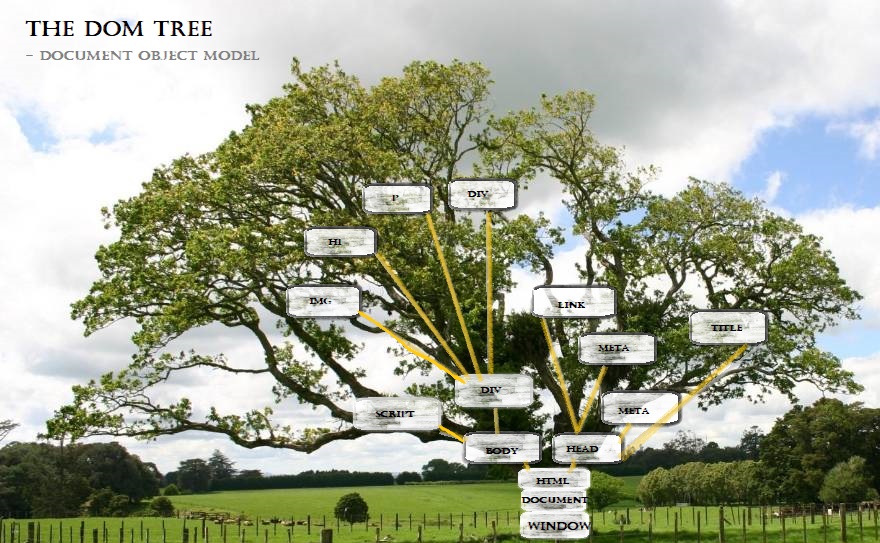 THE DOM TREE
- DOCUMENT OBJECT MODEL
P
DIV
H1
IMG
LINK
TITLE
META
DIV
META
SCRIPT
BODY
HEAD
HTML
DOCUMENT
WINDOW